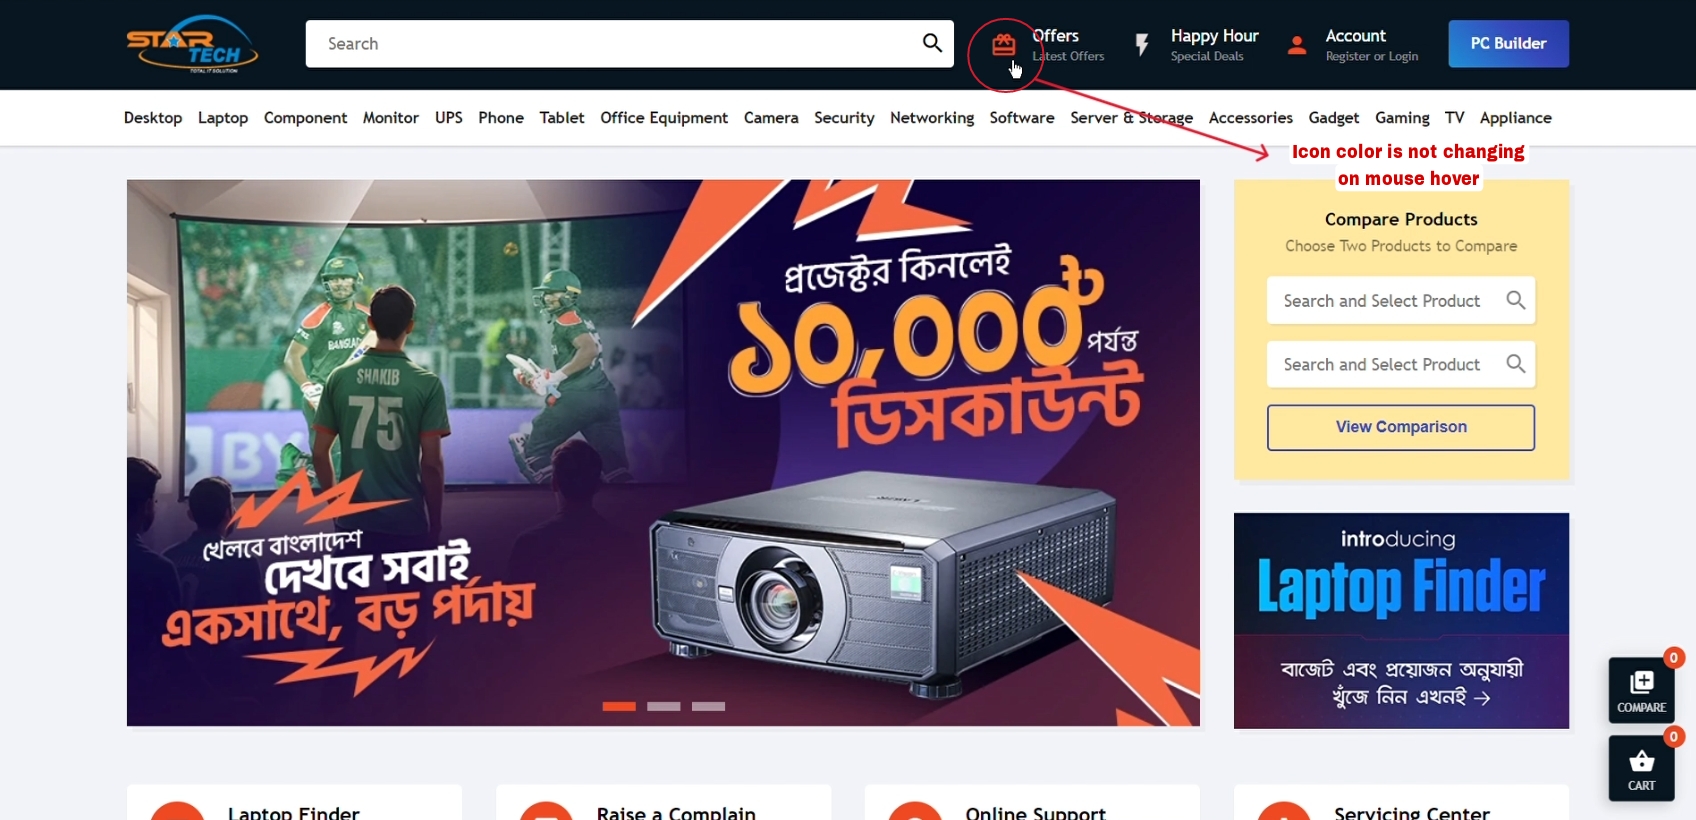 STAR
TECH
TOTAL IT SOLUTION
Search
Offers
Latest Offers
Happy Hour
Special Deals
Account
Register or Login
PC Builder
Desktop Laptop Component Monitor UPS Phone Tablet Office Equipment Camera Security Networking Software Server & Storage Accessories Gadget Gaming TV Appliance
Icon color is not changing
on mouse hover
প্রজেক্টর কিনলেই
১০,০০০৳ পর্যন্ত
ডিসকাউন্ট
SHAKIB
75
খেলবে বাংলাদেশ
দেখবে সবাই
একসাথে, বড় পর্দায়
Compare Products
Choose Two Products to Compare
Search and Select Product
Search and Select Product
View Comparison
introducing
Laptop Finder
বাজেট এবং প্রয়োজন অনুযায়ী
খুঁজে নিন এখনই →
0
COMPARE
0
CART
Laptop Finder
Raise a Complain
Online Support
Servicing Center